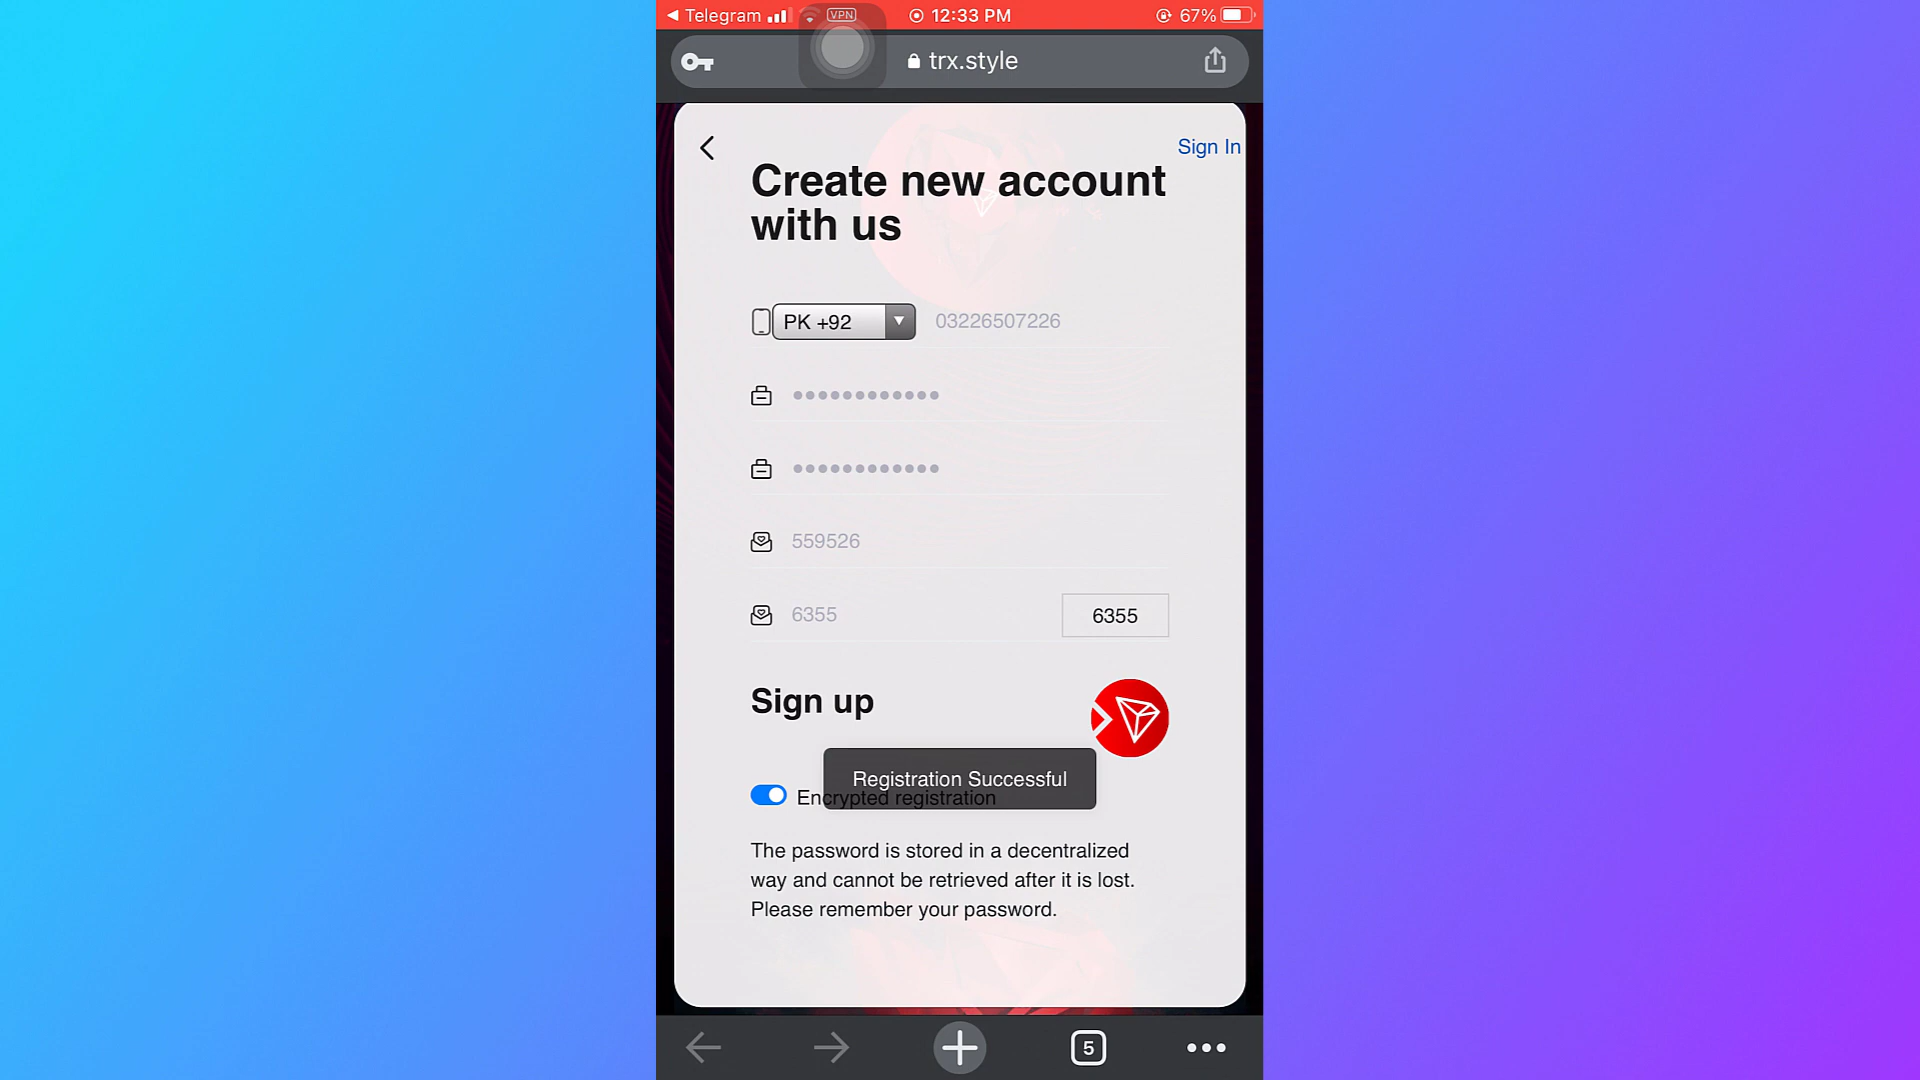 Telegram VPN 12:33 PM 67%
trx.style
Sign In
Create new account
with us
PK +92 03226507226
••••••••••••
••••••••••••
559526
6355 6355
Sign up
Registration Successful
Encrypted registration
The password is stored in a decentralized
way and cannot be retrieved after it is lost.
Please remember your password.
5